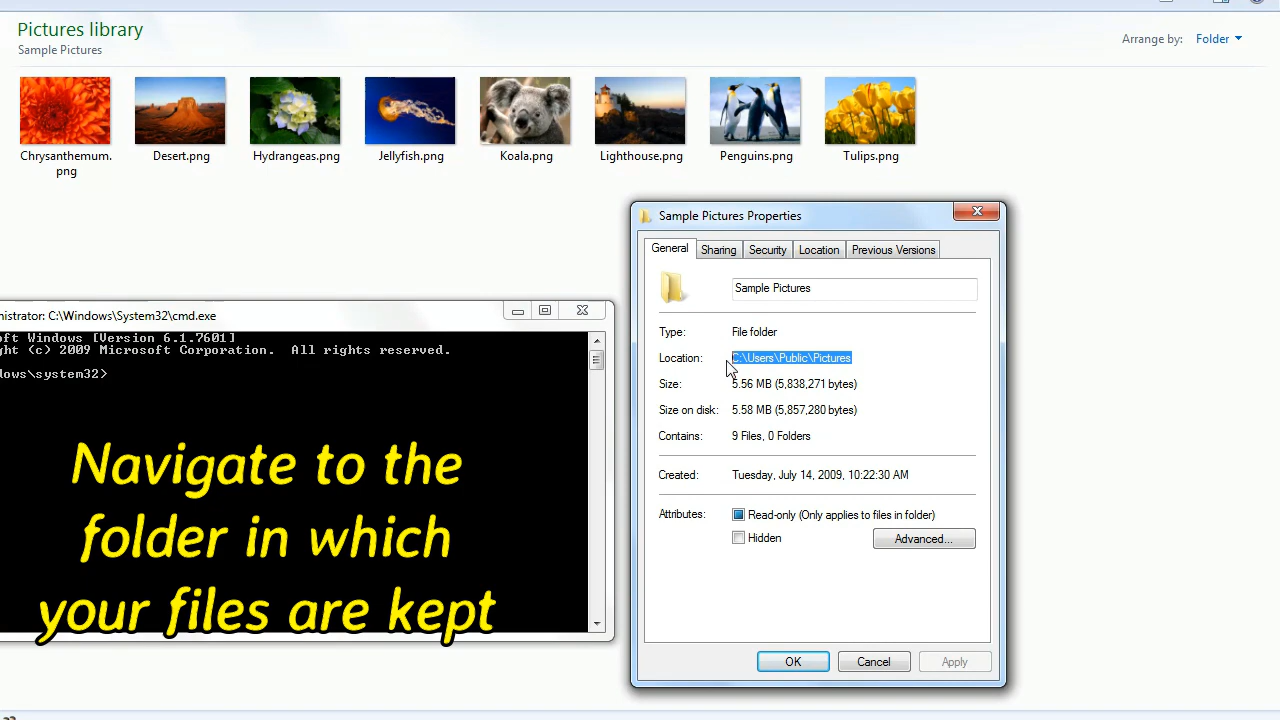 Pictures library
Sample Pictures
Arrange by: Folder
Chrysanthemum.
png
Desert.png
Hydrangeas.png
Jellyfish.png
Koala.png
Lighthouse.png
Penguins.png
Tulips.png
nistrator: C:\Windows\System32\cmd.exe
oft Windows [Version 6.1.7601]
ght (c) 2009 Microsoft Corporation.  All rights reserved.
dows\system32>
Navigate to the
folder in which
your files are kept
Sample Pictures Properties
General Sharing Security Location Previous Versions
Sample Pictures
Type: File folder
Location: C:\Users\Public\Pictures
Size: 5.56 MB (5,838,271 bytes)
Size on disk: 5.58 MB (5,857,280 bytes)
Contains: 9 Files, 0 Folders
Created: Tuesday, July 14, 2009, 10:22:30 AM
Attributes: Read-only (Only applies to files in folder)
Hidden
Advanced...
OK Cancel Apply